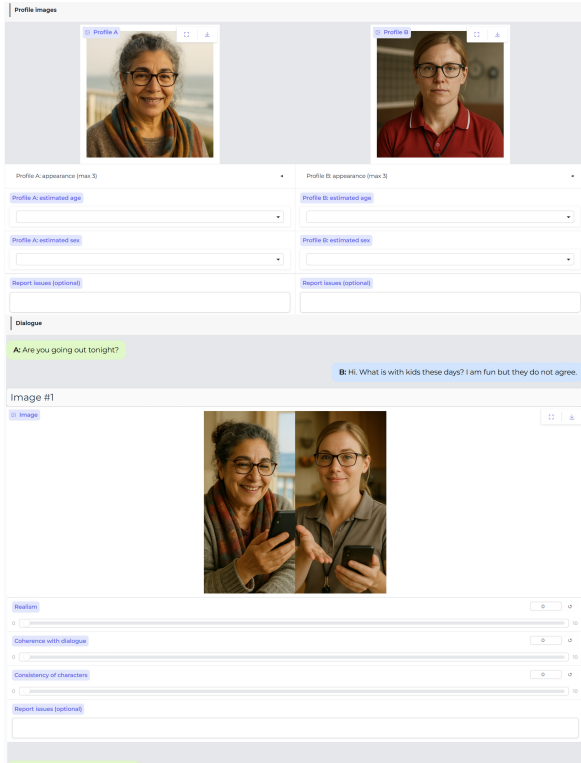 Profile images
Profile A
Profile B
Profile A: appearance (max 3)
Profile B: appearance (max 3)
Profile A: estimated age
Profile B: estimated age
Profile A: estimated sex
Profile B: estimated sex
Report issues (optional)
Report issues (optional)
Dialogue
A: Are you going out tonight?
B: Hi. What is with kids these days? I am fun but they do not agree.
Image #1
Image
Realism
0
0
10
Coherence with dialogue
0
0
10
Consistency of characters
0
0
10
Report issues (optional)